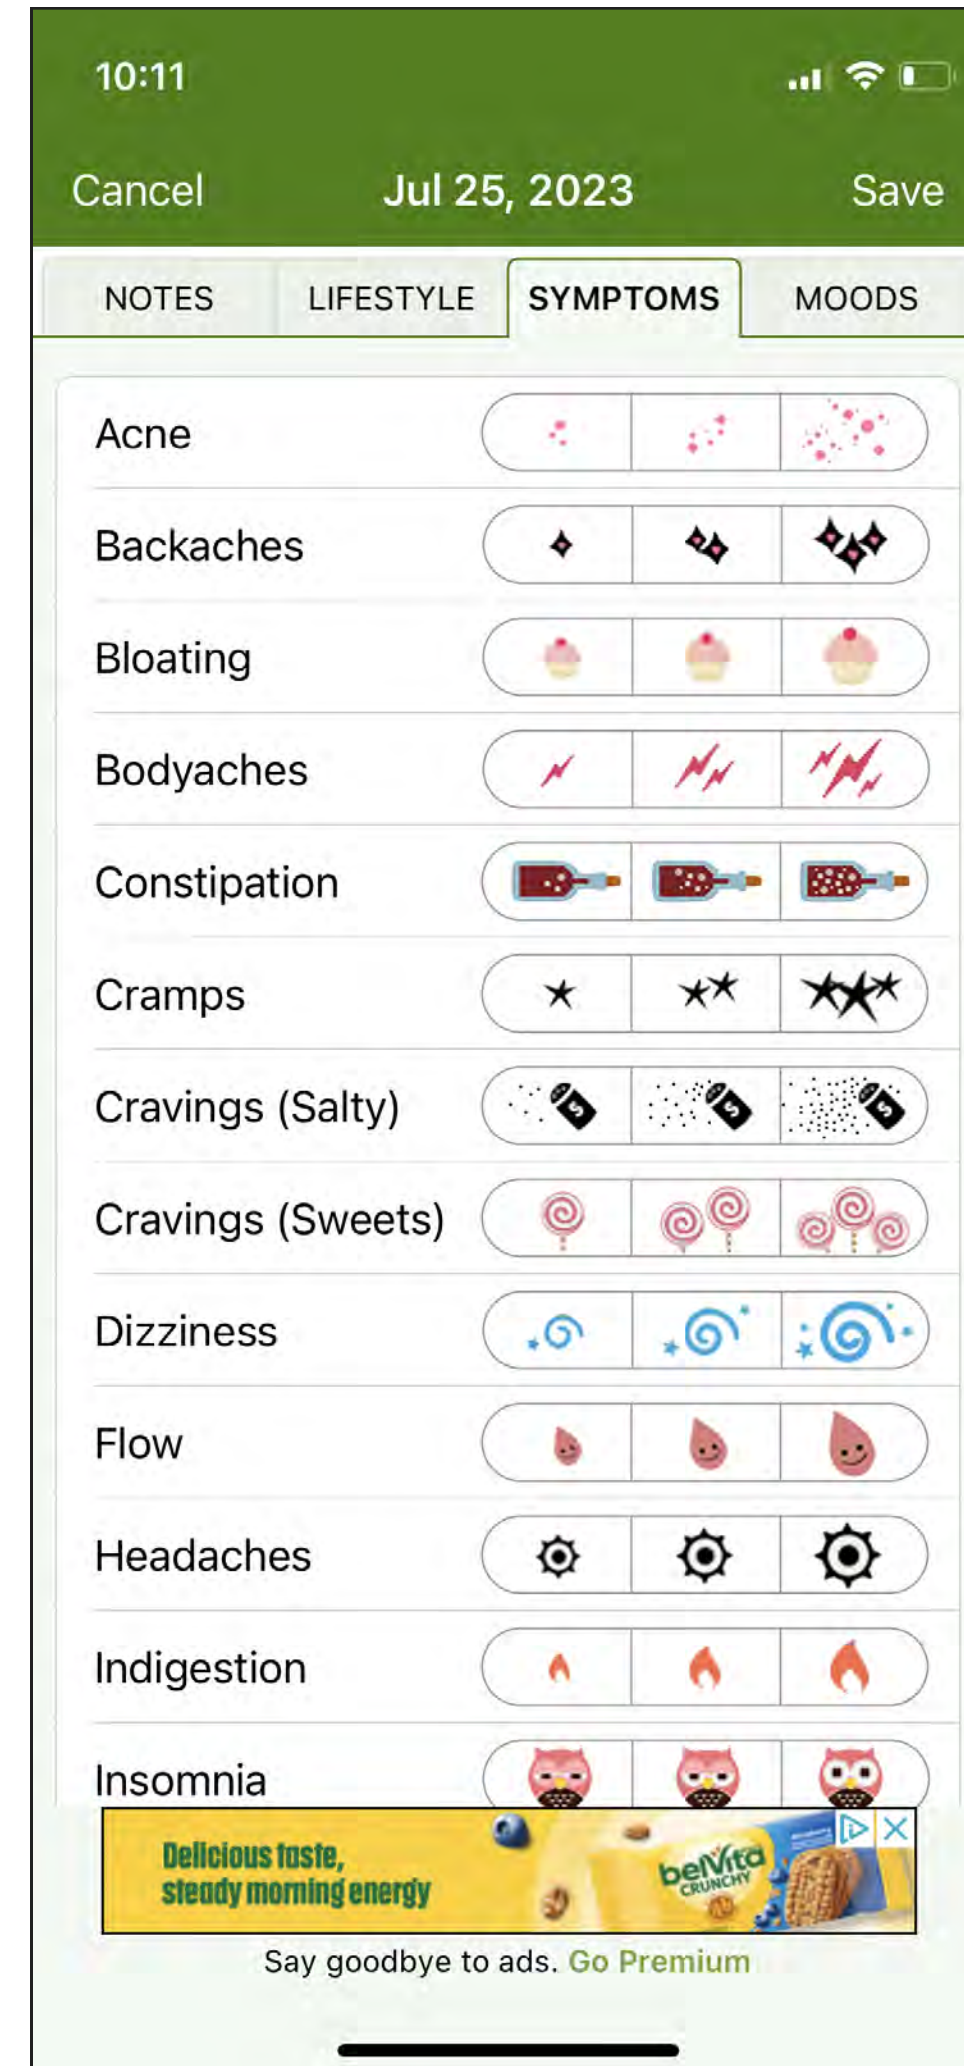 10:11
Cancel Jul 25, 2023 Save
NOTES LIFESTYLE SYMPTOMS MOODS
Acne
Backaches
Bloating
Bodyaches
Constipation
Cramps
Cravings (Salty)
Cravings (Sweets)
Dizziness
Flow
Headaches
Indigestion
Insomnia
Delicious taste,
steady morning energy
belVita
CRUNCHY
Say goodbye to ads. Go Premium